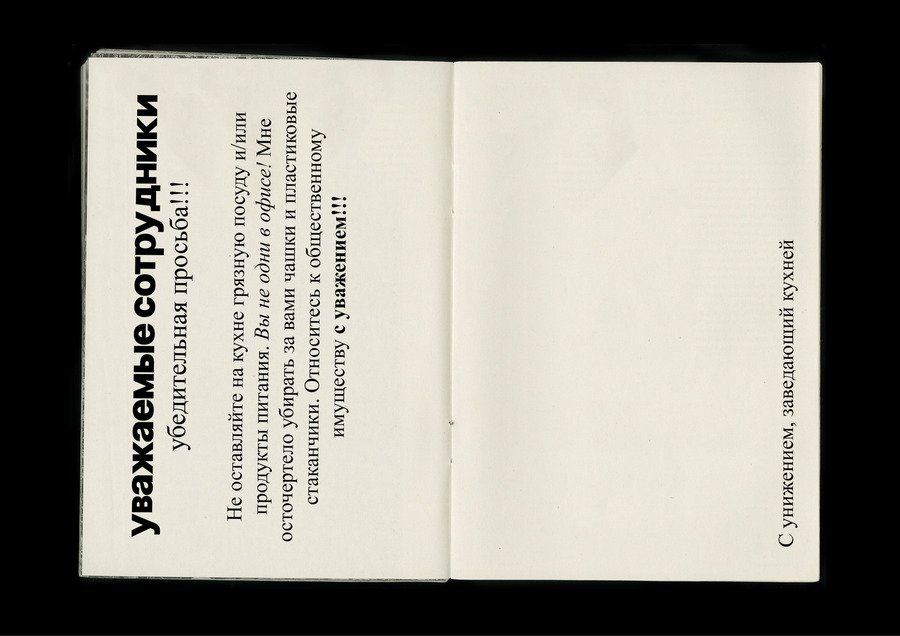 уважаемые сотрудники
убедительная просьба!!!
Не оставляйте на кухне грязную посуду и/или
продукты питания. Вы не одни в офисе! Мне
осточертело убирать за вами чашки и пластиковые
стаканчики. Относитесь к общественному
имуществу с уважением!!!
С унижением, заведающий кухней